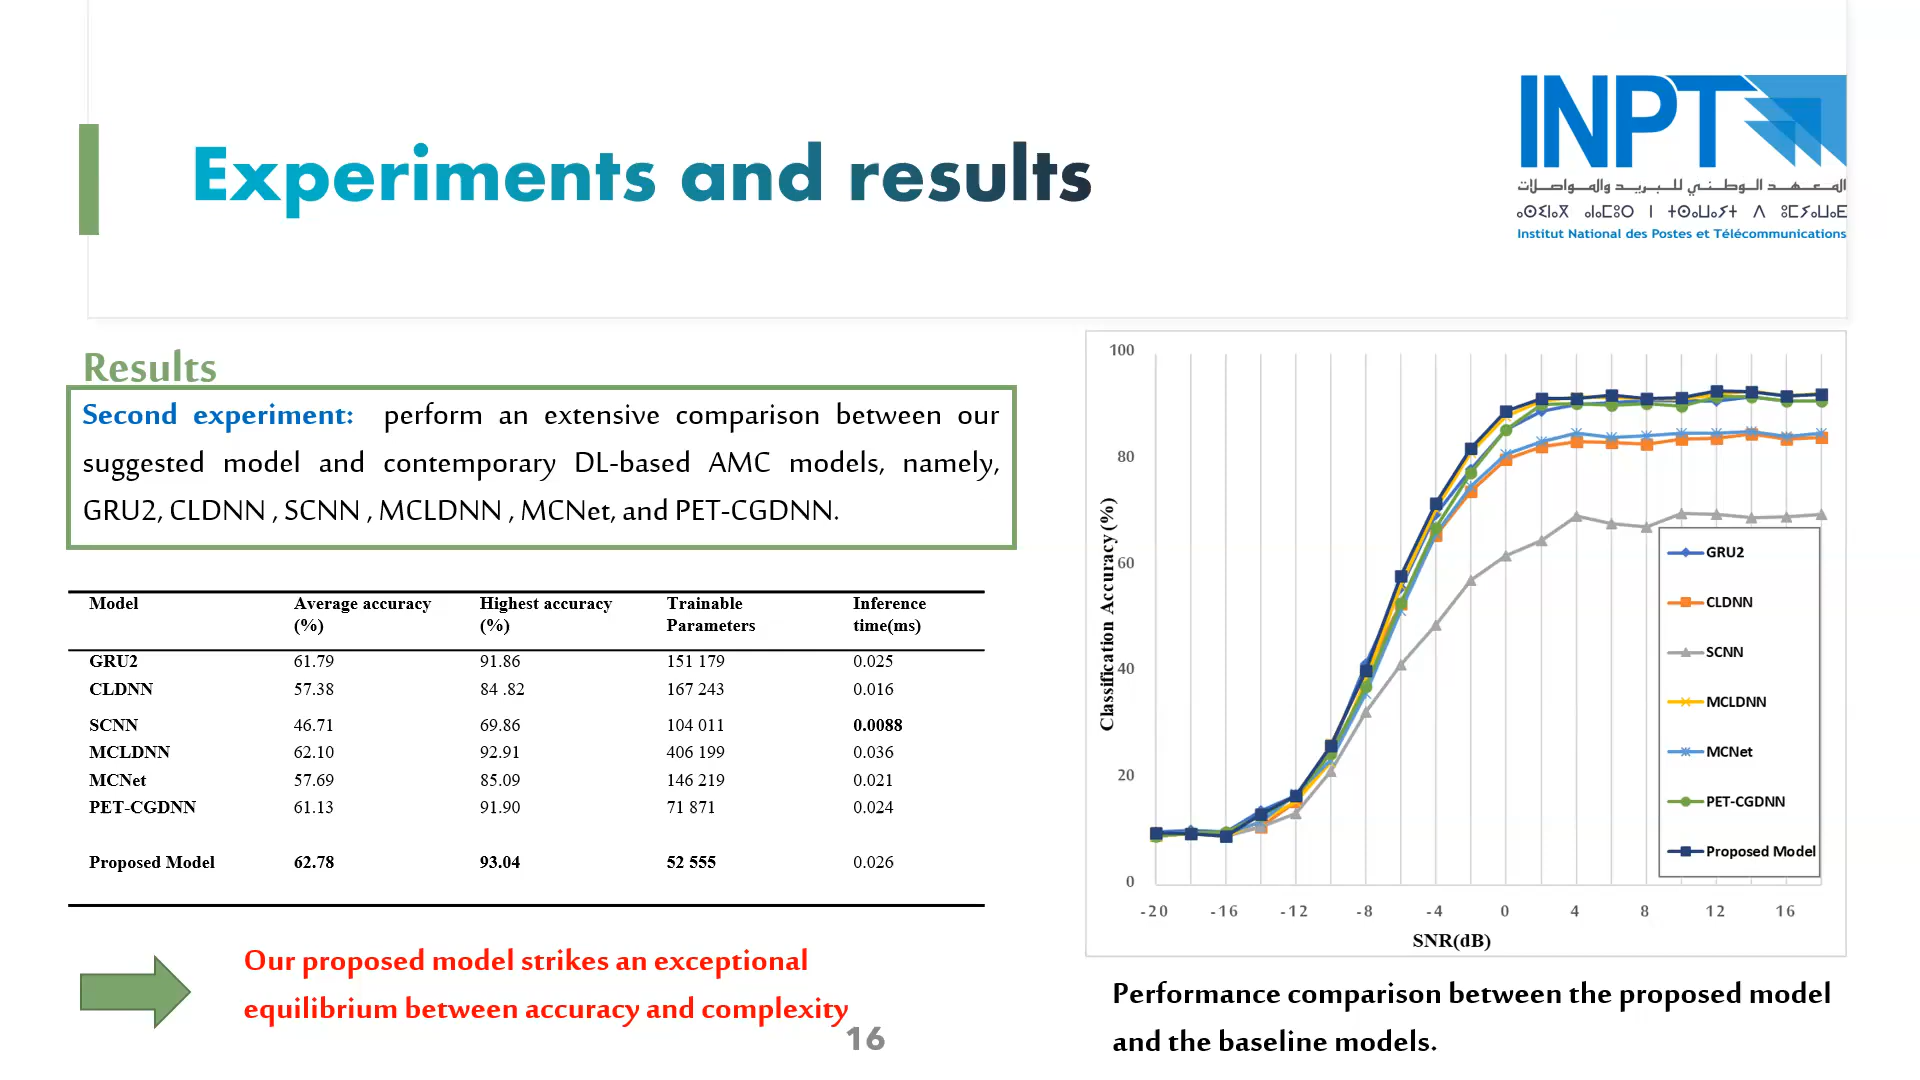 Experiments and results
INPT
المعهد الوطني للبريد والمواصلات
Institut National des Postes et Télécommunications
Results
Second experiment: perform an extensive comparison between our
suggested model and contemporary DL-based AMC models, namely,
GRU2, CLDNN , SCNN , MCLDNN , MCNet, and PET-CGDNN.
Model Average accuracy (%) Highest accuracy (%) Trainable Parameters Inference time(ms)
GRU2 61.79 91.86 151 179 0.025
CLDNN 57.38 84 .82 167 243 0.016
SCNN 46.71 69.86 104 011 0.0088
MCLDNN 62.10 92.91 406 199 0.036
MCNet 57.69 85.09 146 219 0.021
PET-CGDNN 61.13 91.90 71 871 0.024
Proposed Model 62.78 93.04 52 555 0.026
Our proposed model strikes an exceptional
equilibrium between accuracy and complexity
16
100
80
60
40
20
0
Classification Accuracy (%)
-20 -16 -12 -8 -4 0 4 8 12 16
SNR(dB)
GRU2
CLDNN
SCNN
MCLDNN
MCNet
PET-CGDNN
Proposed Model
Performance comparison between the proposed model
and the baseline models.